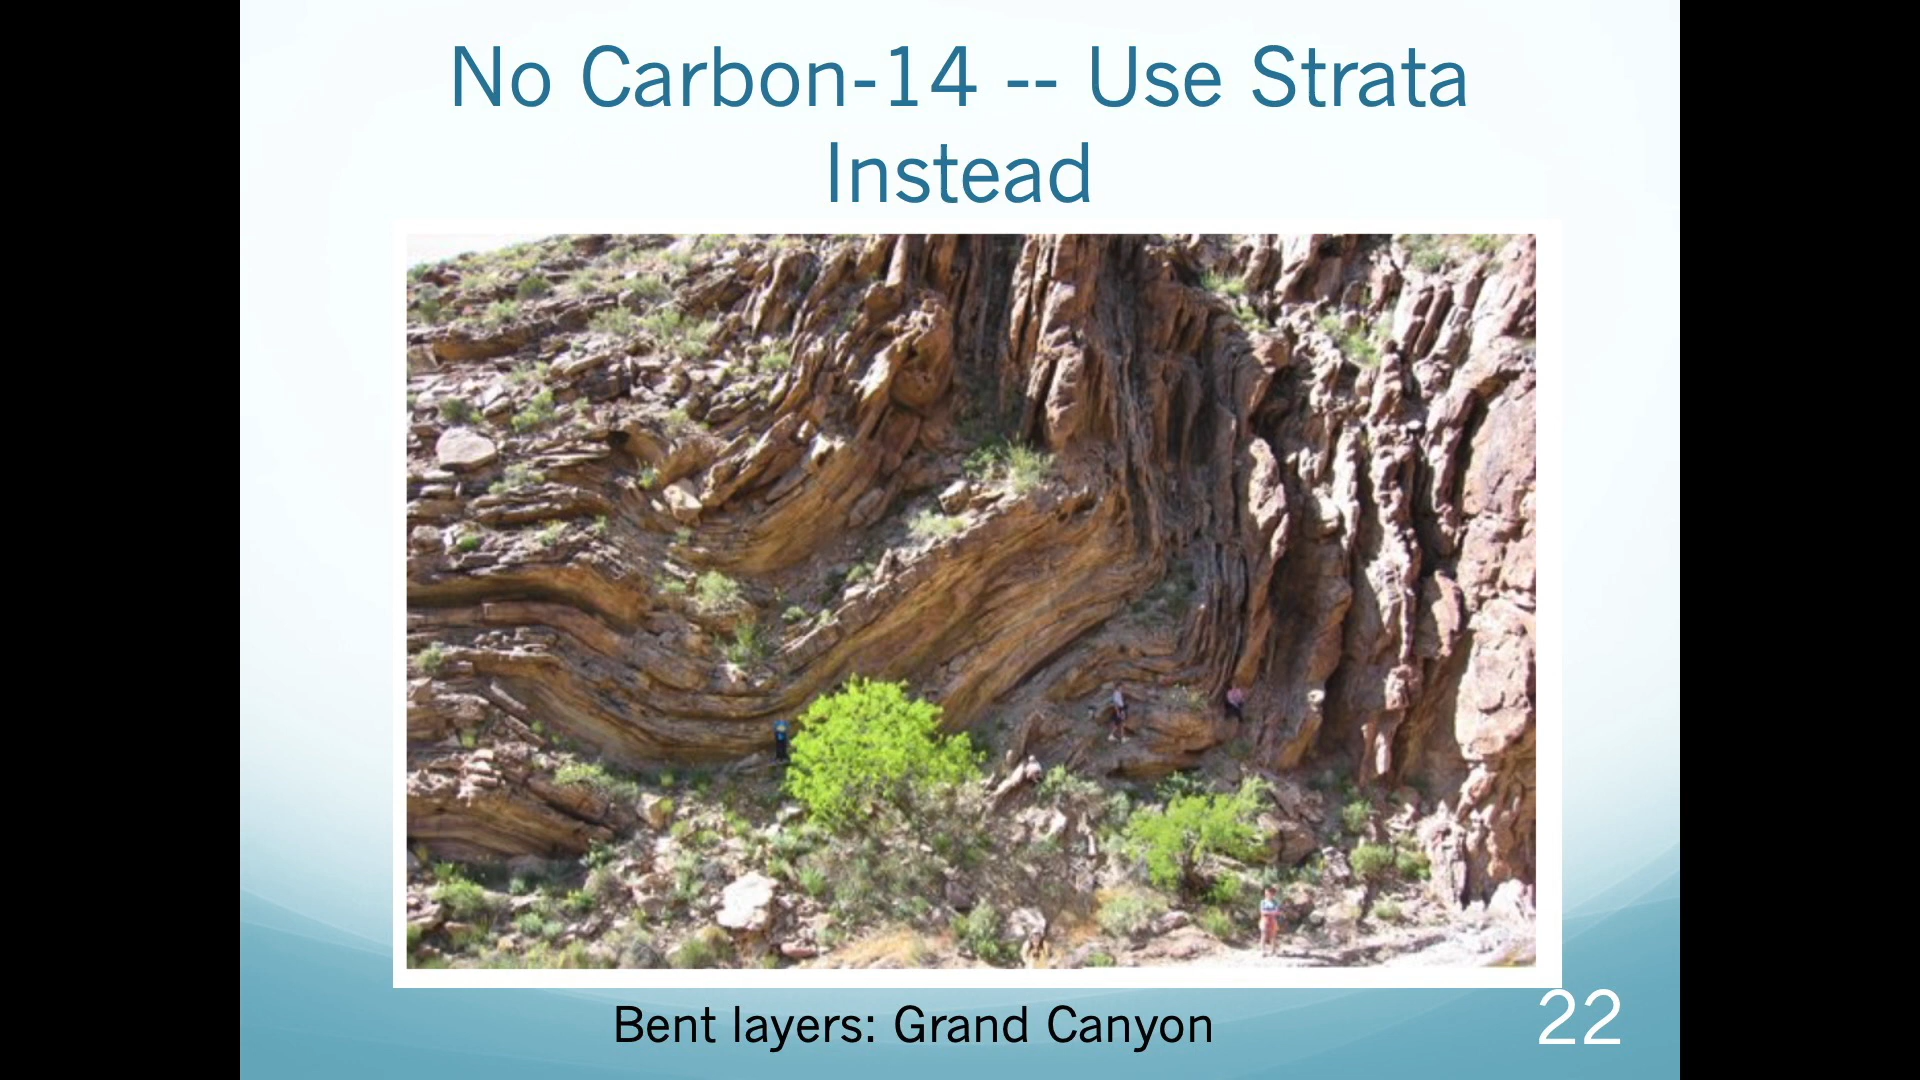 No Carbon-14 -- Use Strata
Instead
Bent layers: Grand Canyon
22